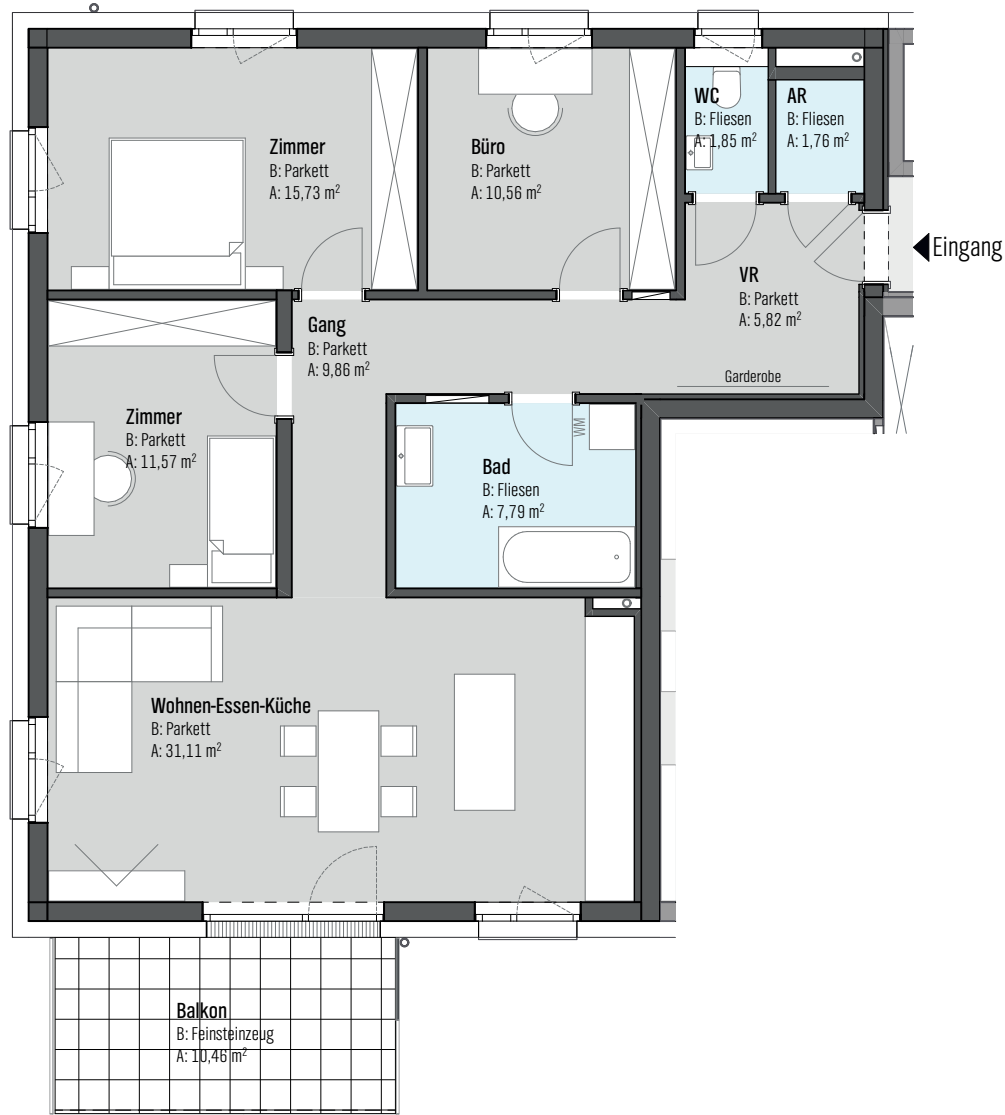 Zimmer
B: Parkett
A: 15,73 m²
Büro
B: Parkett
A: 10,56 m²
WC
B: Fliesen
A: 1,85 m²
AR
B: Fliesen
A: 1,76 m²
Eingang
VR
B: Parkett
A: 5,82 m²
Garderobe
Gang
B: Parkett
A: 9,86 m²
Zimmer
B: Parkett
A: 11,57 m²
WM
Bad
B: Fliesen
A: 7,79 m²
Wohnen-Essen-Küche
B: Parkett
A: 31,11 m²
Balkon
B: Feinsteinzeug
A: 10,46 m²